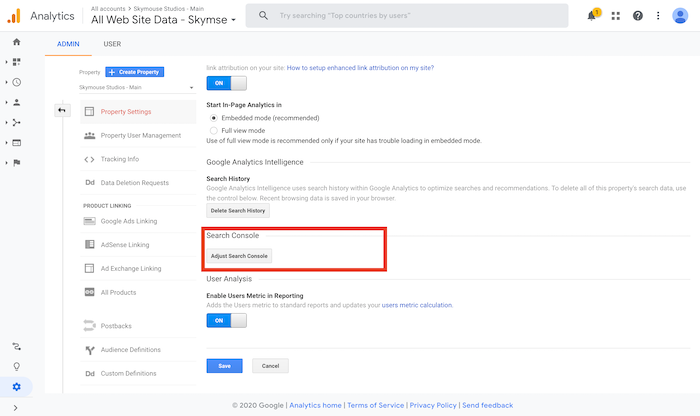 Analytics
All accounts > Skymouse Studios - Main
All Web Site Data - Skymse
Try searching "Top countries by users"
1
ADMIN
USER
Property
+ Create Property
Skymouse Studios - Main
Property Settings
Property User Management
Tracking Info
Dd Data Deletion Requests
PRODUCT LINKING
Google Ads Linking
AdSense Linking
Ad Exchange Linking
All Products
Postbacks
Audience Definitions
Dd Custom Definitions
link attribution on your site: How to setup enhanced link attribution on my site?
ON
Start In-Page Analytics in
Embedded mode (recommended)
Full view mode
Use of full view mode is recommended only if your site has trouble loading in embedded mode.
Google Analytics Intelligence
Search History
Google Analytics Intelligence uses search history within Google Analytics to optimize searches and recommendations. To delete all of this property's search data, use
the control below. Recent browsing data is saved in your browser.
Delete Search History
Search Console
Adjust Search Console
User Analysis
Enable Users Metric in Reporting
Adds the Users metric to standard reports and updates your users metric calculation.
ON
Save
Cancel
© 2020 Google | Analytics home | Terms of Service | Privacy Policy | Send feedback